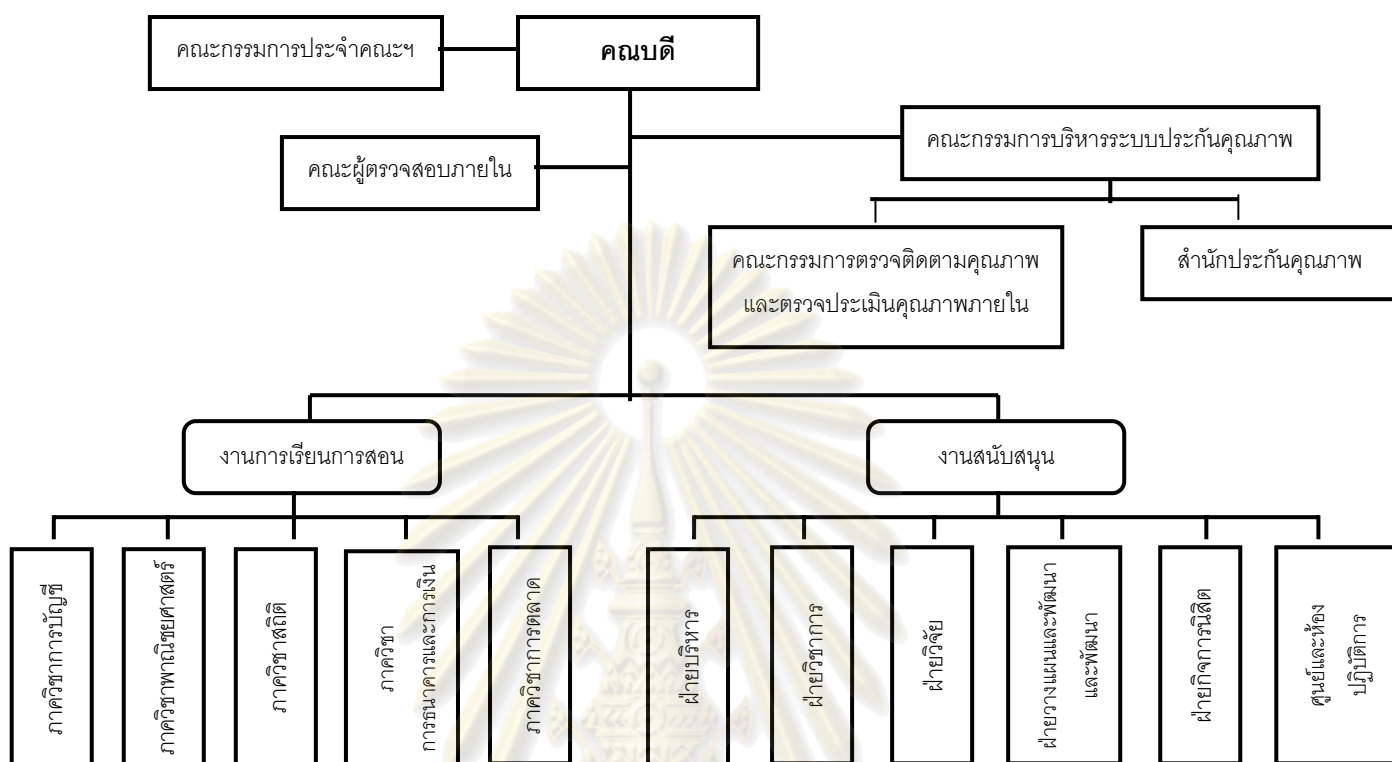 คณะกรรมการประจำคณะฯ
คณบดี
คณะกรรมการบริหารระบบประกันคุณภาพ
คณะผู้ตรวจสอบภายใน
คณะกรรมการตรวจติดตามคุณภาพ
และตรวจประเมินคุณภาพภายใน
สำนักประกันคุณภาพ
งานการเรียนการสอน
งานสนับสนุน
ภาควิชาการบัญชี
ภาควิชาพาณิชยศาสตร์
ภาควิชาสถิติ
ภาควิชา
การธนาคารและการเงิน
ภาควิชาการตลาด
ฝ่ายบริหาร
ฝ่ายวิชาการ
ฝ่ายวิจัย
ฝ่ายวางแผนและพัฒนา
และพัฒนา
ฝ่ายกิจการนิสิต
ศูนย์และห้อง
ปฏิบัติการ